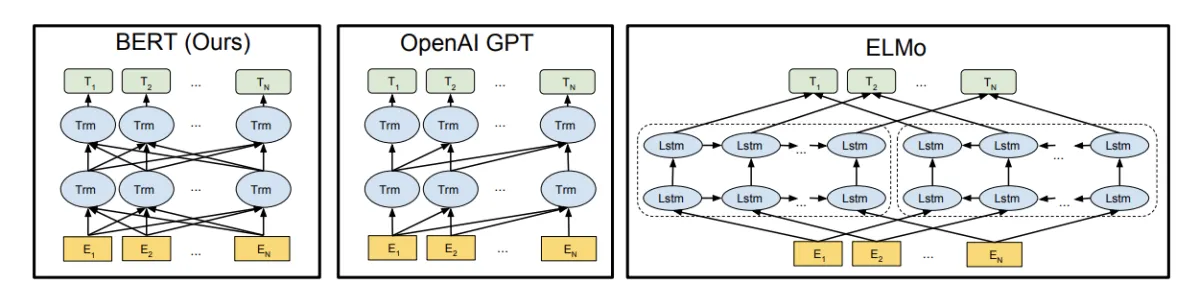 BERT (Ours)
T1 T2 ... TN
Trm Trm ... Trm
Trm Trm ... Trm
E1 E2 ... EN
OpenAI GPT
T1 T2 ... TN
Trm Trm ... Trm
Trm Trm ... Trm
E1 E2 ... EN
ELMo
T1 T2 ... TN
Lstm Lstm ... Lstm Lstm Lstm ... Lstm
Lstm Lstm ... Lstm Lstm Lstm ... Lstm
E1 E2 ... EN